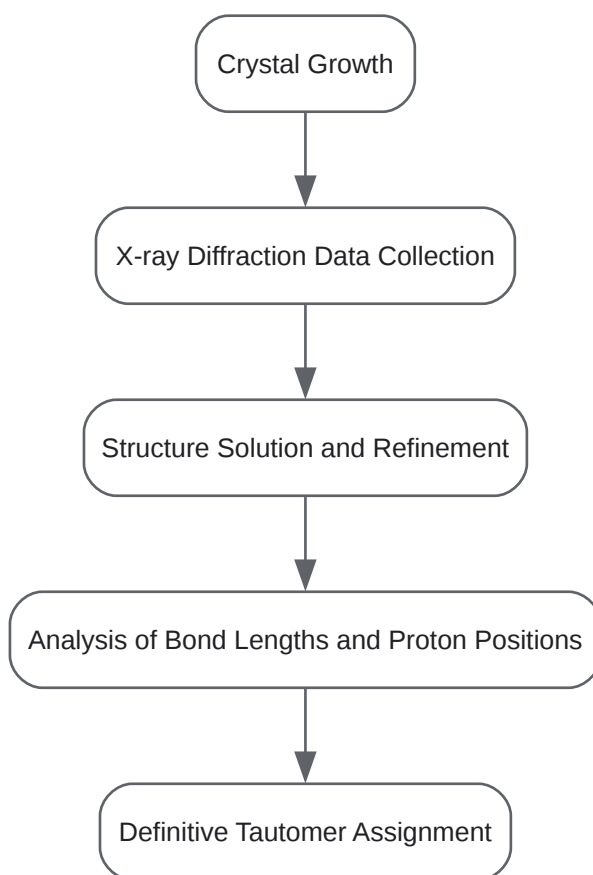 Crystal Growth
X-ray Diffraction Data Collection
Structure Solution and Refinement
Analysis of Bond Lengths and Proton Positions
Definitive Tautomer Assignment